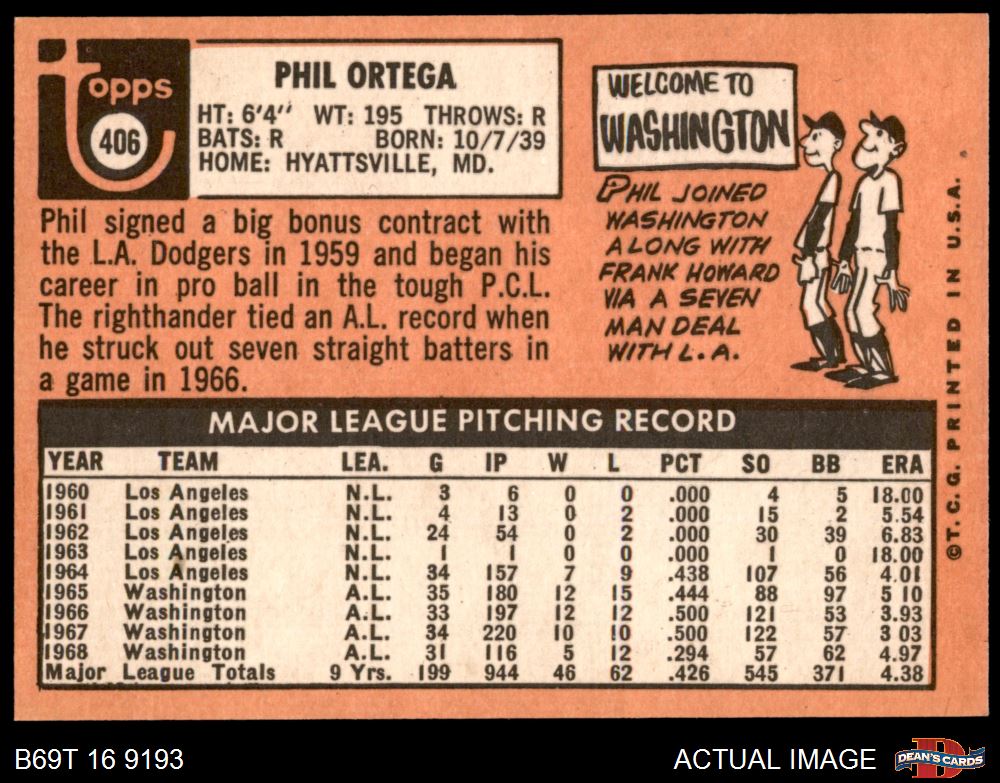 Topps
406
PHIL ORTEGA
HT: 6'4" WT: 195 THROWS: R
BATS: R BORN: 10/7/39
HOME: HYATTSVILLE, MD.
Phil signed a big bonus contract with
the L.A. Dodgers in 1959 and began his
career in pro ball in the tough P.C.L.
The righthander tied an A.L. record when
he struck out seven straight batters in
a game in 1966.
WELCOME TO
WASHINGTON
PHIL JOINED
WASHINGTON
ALONG WITH
FRANK HOWARD
VIA A SEVEN
MAN DEAL
WITH L.A.
©T.C.G. PRINTED IN U.S.A.
MAJOR LEAGUE PITCHING RECORD
YEAR TEAM LEA. G IP W L PCT SO BB ERA
1960 Los Angeles N.L. 3 6 0 0 .000 4 5 18.00
1961 Los Angeles N.L. 4 13 0 2 .000 15 2 5.54
1962 Los Angeles N.L. 24 54 0 2 .000 30 39 6.83
1963 Los Angeles N.L. 1 1 0 0 .000 1 0 18.00
1964 Los Angeles N.L. 34 157 7 9 .438 107 56 4.01
1965 Washington A.L. 35 180 12 15 .444 88 97 5 10
1966 Washington A.L. 33 197 12 12 .500 121 53 3.93
1967 Washington A.L. 34 220 10 10 .500 122 57 3 03
1968 Washington A.L. 31 116 5 12 .294 57 62 4.97
Major League Totals 9 Yrs. 199 944 46 62 .426 545 371 4.38
B69T 16 9193
ACTUAL IMAGE
D
DEAN'S CARDS